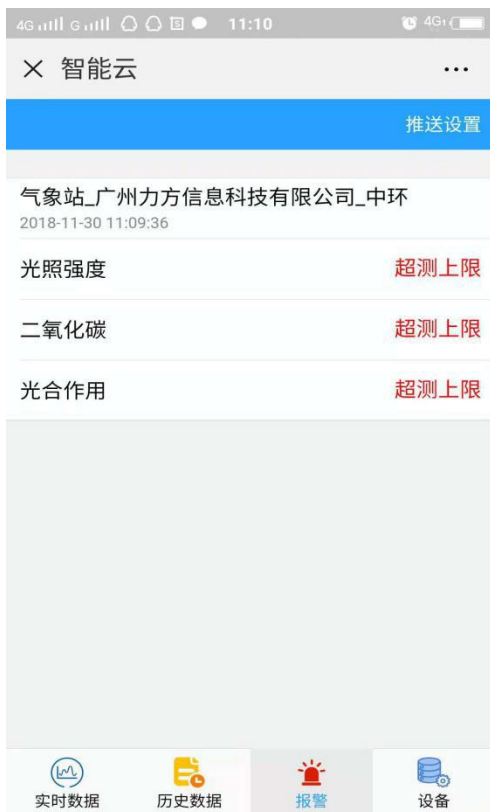 4G G 11:10 4G
智能云
推送设置
气象站_广州力方信息科技有限公司_中环
2018-11-30 11:09:36
光照强度 超测上限
二氧化碳 超测上限
光合作用 超测上限
实时数据 历史数据 报警 设备